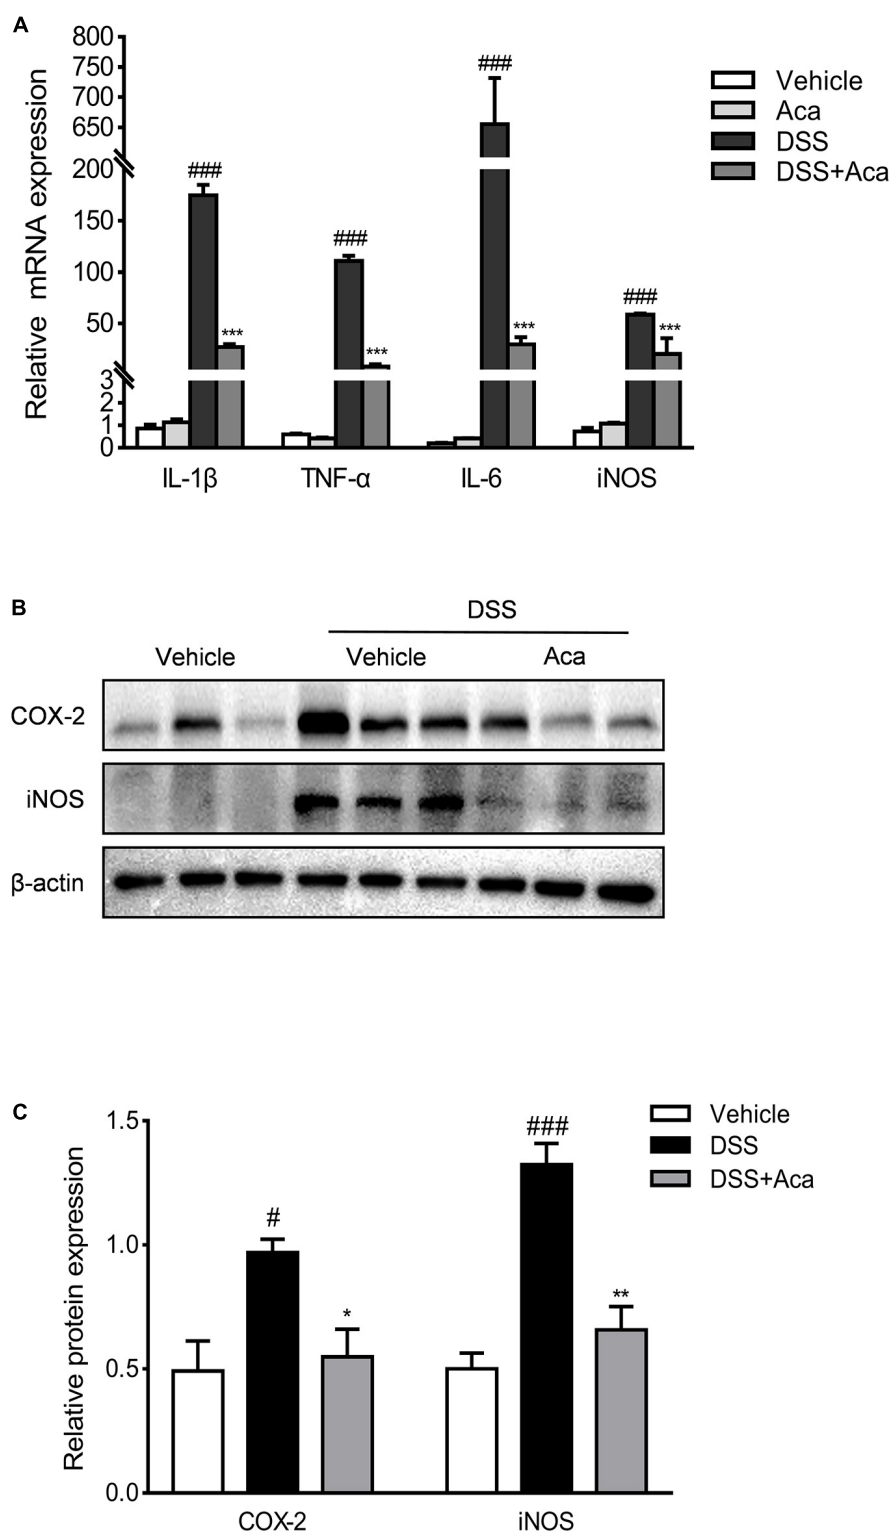 A
Relative mRNA expression
800
750
700
650
200
150
100
50
3
2
1
0
###
***
###
***
###
***
###
***
IL-1β TNF-α IL-6 iNOS
Vehicle
Aca
DSS
DSS+Aca
B
DSS
Vehicle Vehicle Aca
COX-2
iNOS
β-actin
C
Relative protein expression
1.5
1.0
0.5
0.0
#
*
###
**
COX-2 iNOS
Vehicle
DSS
DSS+Aca